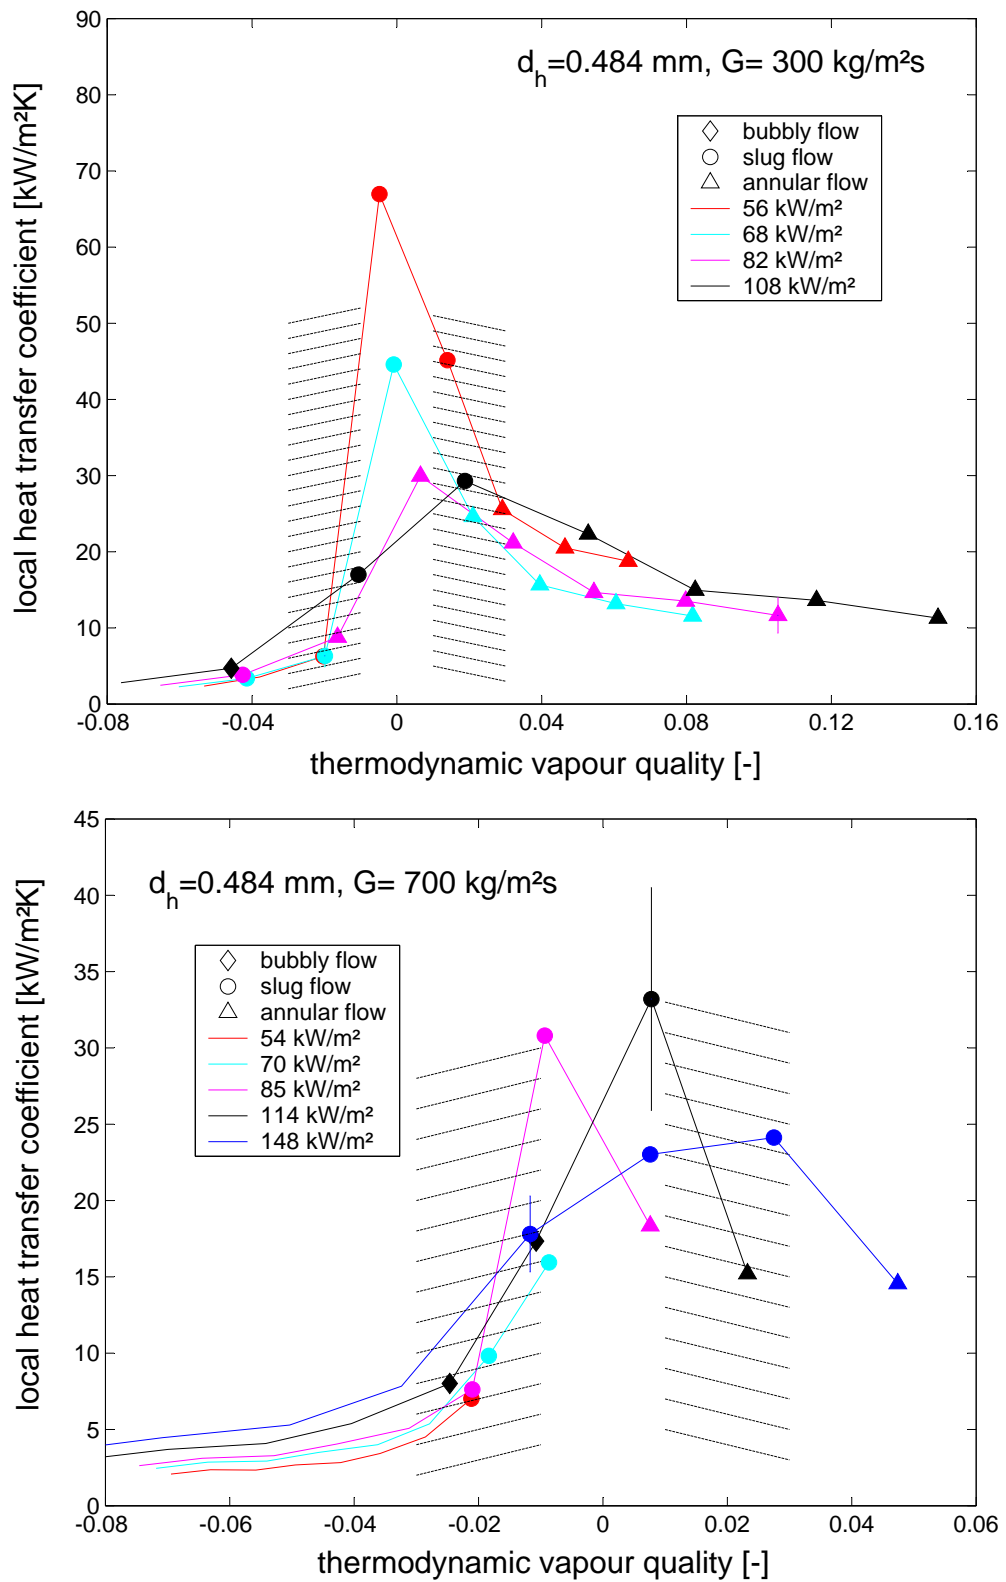 90
80
70
60
50
40
30
20
10
0
local heat transfer coefficient [kW/m²K]
d_h=0.484 mm, G= 300 kg/m²s
bubbly flow
slug flow
annular flow
56 kW/m²
68 kW/m²
82 kW/m²
108 kW/m²
-0.08 -0.04 0 0.04 0.08 0.12 0.16
thermodynamic vapour quality [-]
45
40
35
30
25
20
15
10
5
0
local heat transfer coefficient [kW/m²K]
d_h=0.484 mm, G= 700 kg/m²s
bubbly flow
slug flow
annular flow
54 kW/m²
70 kW/m²
85 kW/m²
114 kW/m²
148 kW/m²
-0.08 -0.06 -0.04 -0.02 0 0.02 0.04 0.06
thermodynamic vapour quality [-]